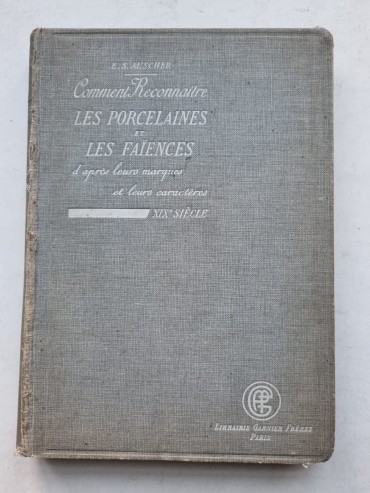 E. S. AUSCHER
Comment Reconnaître
LES PORCELAINES
et
LES FAÏENCES
d'après leurs marques
et leurs caractères
XIXe SIÈCLE
LIBRAIRIE GARNIER FRÈRES
PARIS